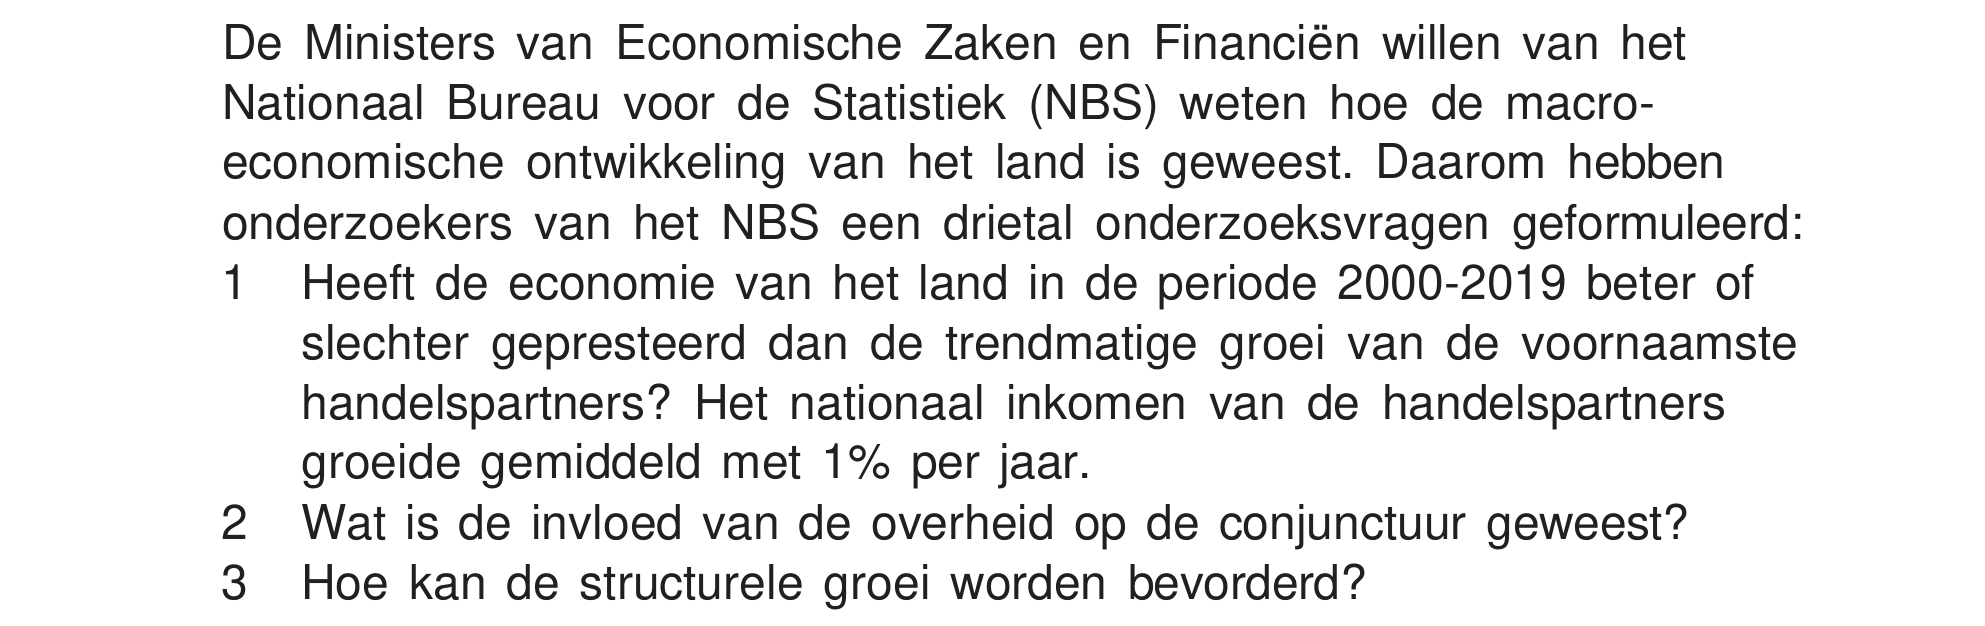 De Ministers van Economische Zaken en Financiën willen van het
Nationaal Bureau voor de Statistiek (NBS) weten hoe de macro-
economische ontwikkeling van het land is geweest. Daarom hebben
onderzoekers van het NBS een drietal onderzoeksvragen geformuleerd:
1 Heeft de economie van het land in de periode 2000-2019 beter of
slechter gepresteerd dan de trendmatige groei van de voornaamste
handelspartners? Het nationaal inkomen van de handelspartners
groeide gemiddeld met 1% per jaar.
2 Wat is de invloed van de overheid op de conjunctuur geweest?
3 Hoe kan de structurele groei worden bevorderd?